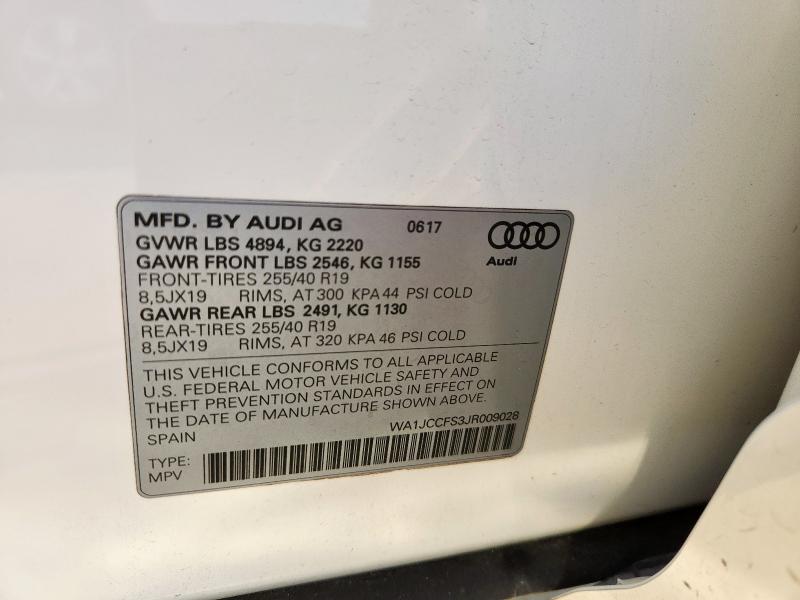 MFD. BY AUDI AG 0617
Audi
GVWR LBS 4894, KG 2220
GAWR FRONT LBS 2546, KG 1155
FRONT-TIRES 255/40 R19
8,5JX19 RIMS, AT 300 KPA 44 PSI COLD
GAWR REAR LBS 2491, KG 1130
REAR-TIRES 255/40 R19
8,5JX19 RIMS, AT 320 KPA 46 PSI COLD
THIS VEHICLE CONFORMS TO ALL APPLICABLE
U.S. FEDERAL MOTOR VEHICLE SAFETY AND
THEFT PREVENTION STANDARDS IN EFFECT ON
THE DATE OF MANUFACTURE SHOWN ABOVE.
SPAIN WA1JCCFS3JR009028
TYPE:
MPV